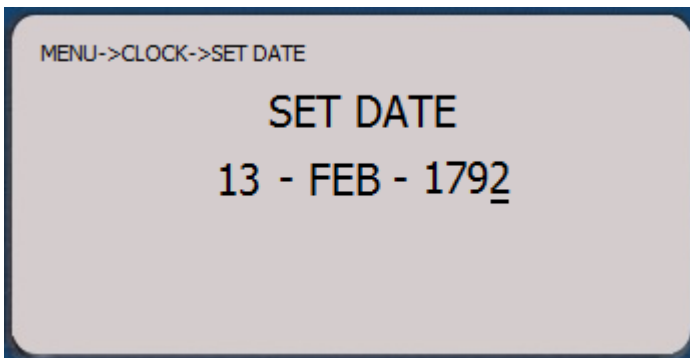 MENU->CLOCK->SET DATE
SET DATE
13 - FEB - 1792